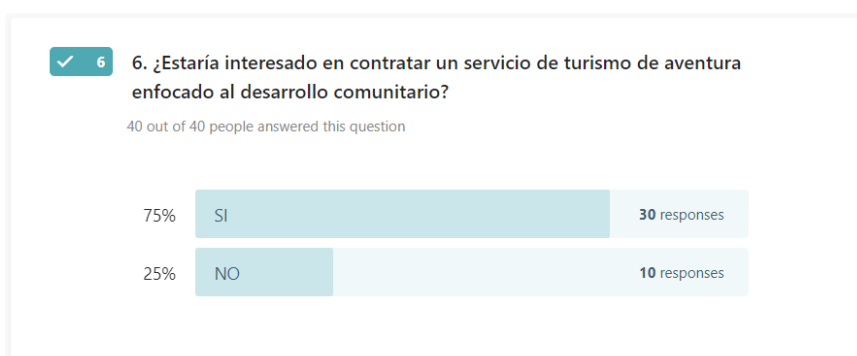 6
6. ¿Estaría interesado en contratar un servicio de turismo de aventura
enfocado al desarrollo comunitario?
40 out of 40 people answered this question
75% SI 30 responses
25% NO 10 responses